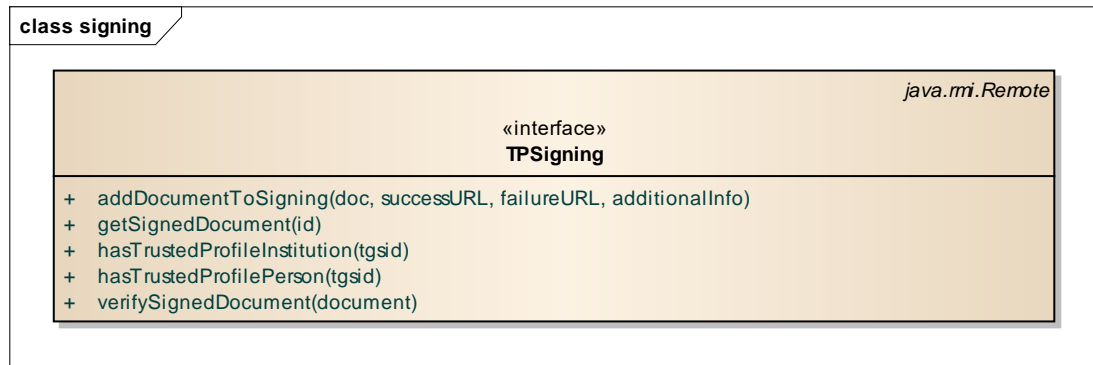 class signing
java.rmi.Remote
«interface»
TPSigning
+ addDocumentToSigning(doc, successURL, failureURL, additionalInfo)
+ getSignedDocument(id)
+ hasTrustedProfileInstitution(tgsid)
+ hasTrustedProfilePerson(tgsid)
+ verifySignedDocument(document)